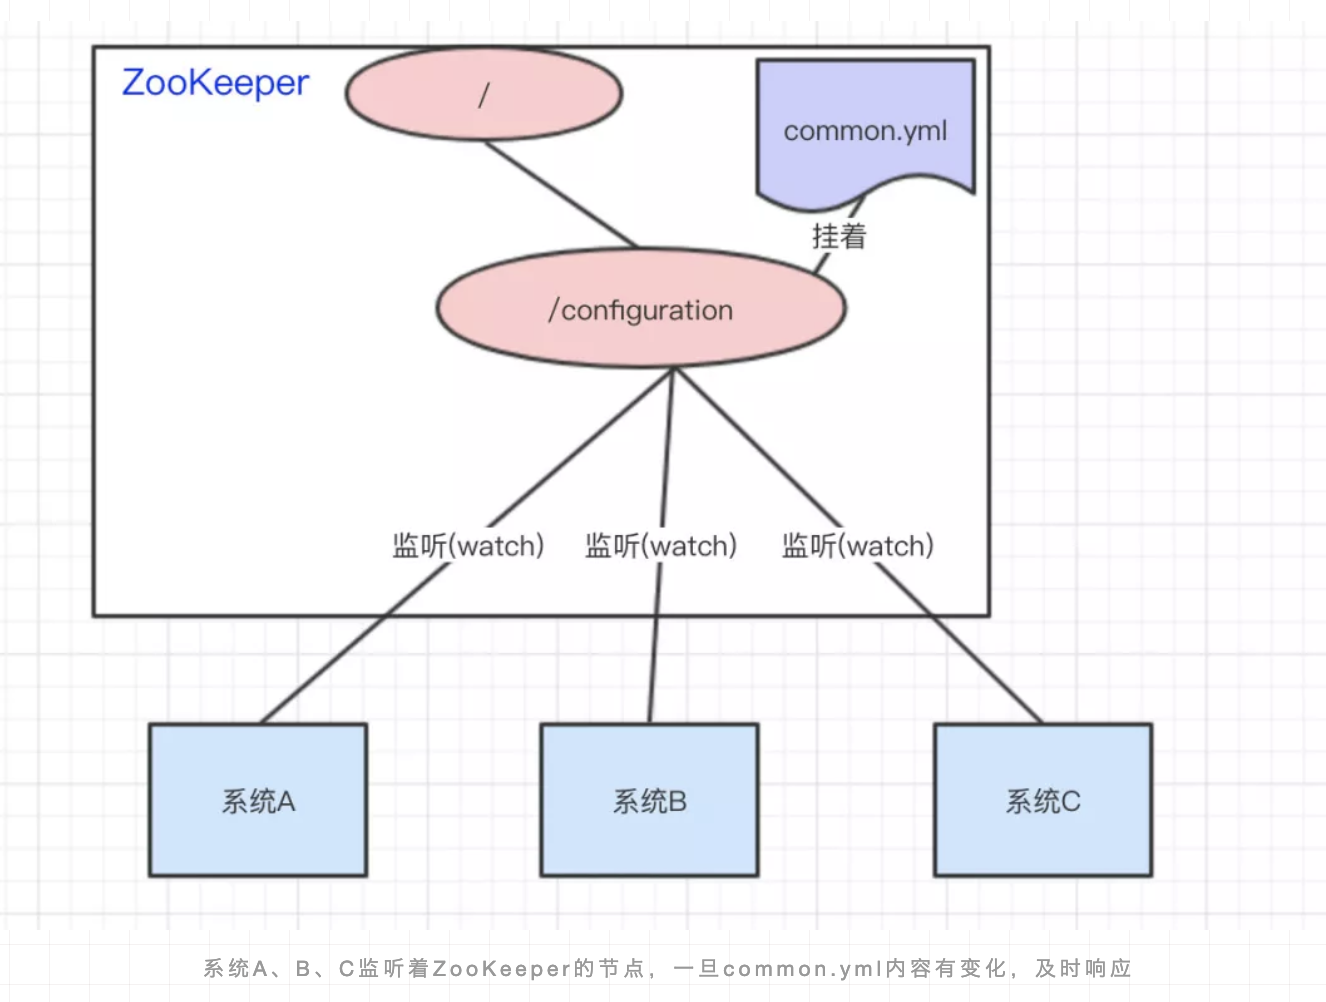 ZooKeeper
/
common.yml
挂着
/configuration
监听(watch) 监听(watch) 监听(watch)
系统A 系统B 系统C
系统A、B、C监听着ZooKeeper的节点，一旦common.yml内容有变化，及时响应